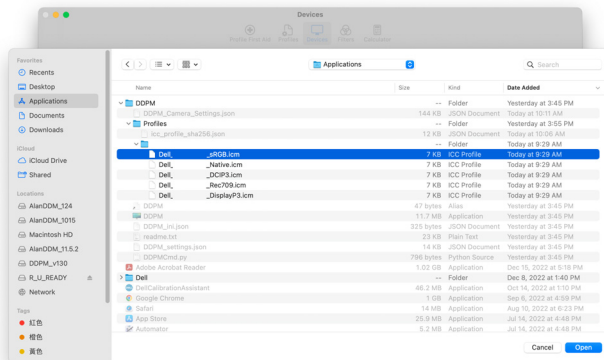 Devices
Profile First Aid Profiles Devices Filters Calculator
Favorites
Recents
Desktop
Applications
Documents
Downloads
iCloud
iCloud Drive
Shared
Locations
AlanDDM_124
AlanDDM_1015
Macintosh HD
AlanDDM_11.5.2
DDPM_v130
R_U_READY
Network
Tags
紅色
橙色
黃色
Applications
Search
Name Size Kind Date Added
DDPM -- Folder Yesterday at 3:45 PM
DDPM_Camera_Settings.json 144 KB JSON Document Today at 10:11 AM
Profiles -- Folder Yesterday at 3:55 PM
icc_profile_sha256.json 12 KB JSON Document Today at 10:06 AM
-- Folder Today at 9:29 AM
Dell_ _sRGB.icm 7 KB ICC Profile Today at 9:29 AM
Dell_ _Native.icm 7 KB ICC Profile Today at 9:29 AM
Dell_ _DCIP3.icm 7 KB ICC Profile Today at 9:29 AM
Dell_ _Rec709.icm 7 KB ICC Profile Today at 9:29 AM
Dell_ _DisplayP3.icm 7 KB ICC Profile Today at 9:29 AM
DDPM 47 bytes Alias Yesterday at 3:45 PM
DDPM 11.7 MB Application Yesterday at 3:45 PM
DDPM_ini.json 325 bytes JSON Document Yesterday at 3:45 PM
readme.txt 23 KB Plain Text Yesterday at 3:45 PM
DDPM_settings.json 14 KB JSON Document Yesterday at 3:45 PM
DDPMCmd.py 796 bytes Python Source Yesterday at 3:45 PM
Adobe Acrobat Reader 1.02 GB Application Dec 15, 2022 at 5:18 PM
Dell -- Folder Dec 8, 2022 at 1:40 PM
DellCalibrationAssistant 46.2 MB Application Oct 14, 2022 at 1:10 PM
Google Chrome 1 GB Application Sep 6, 2022 at 4:59 PM
Safari 14 MB Application Aug 10, 2022 at 6:23 PM
App Store 25.9 MB Application Jul 14, 2022 at 4:48 PM
Automator 5.2 MB Application Jul 14, 2022 at 4:48 PM
Cancel Open